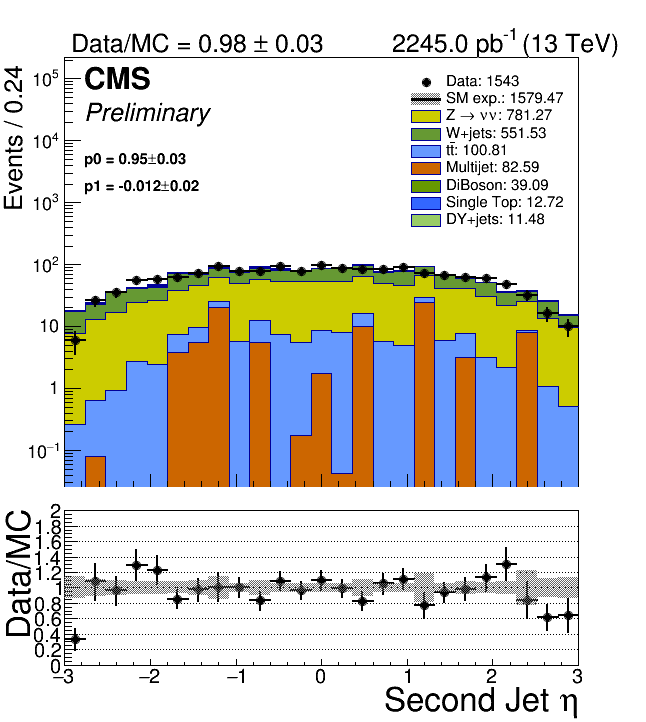 Data/MC = 0.98 ± 0.03 2245.0 pb⁻¹ (13 TeV)
CMS
Preliminary
p0 = 0.95±0.03
p1 = -0.012±0.02
Data: 1543
SM exp.: 1579.47
Z → νν: 781.27
W+jets: 551.53
tt̄: 100.81
Multijet: 82.59
DiBoson: 39.09
Single Top: 12.72
DY+jets: 11.48
Events / 0.24
10⁵
10⁴
10³
10²
10
1
10⁻¹
Data/MC
2
1.8
1.6
1.4
1.2
1
0.8
0.6
0.4
0.2
0
−3 −2 −1 0 1 2 3
Second Jet η